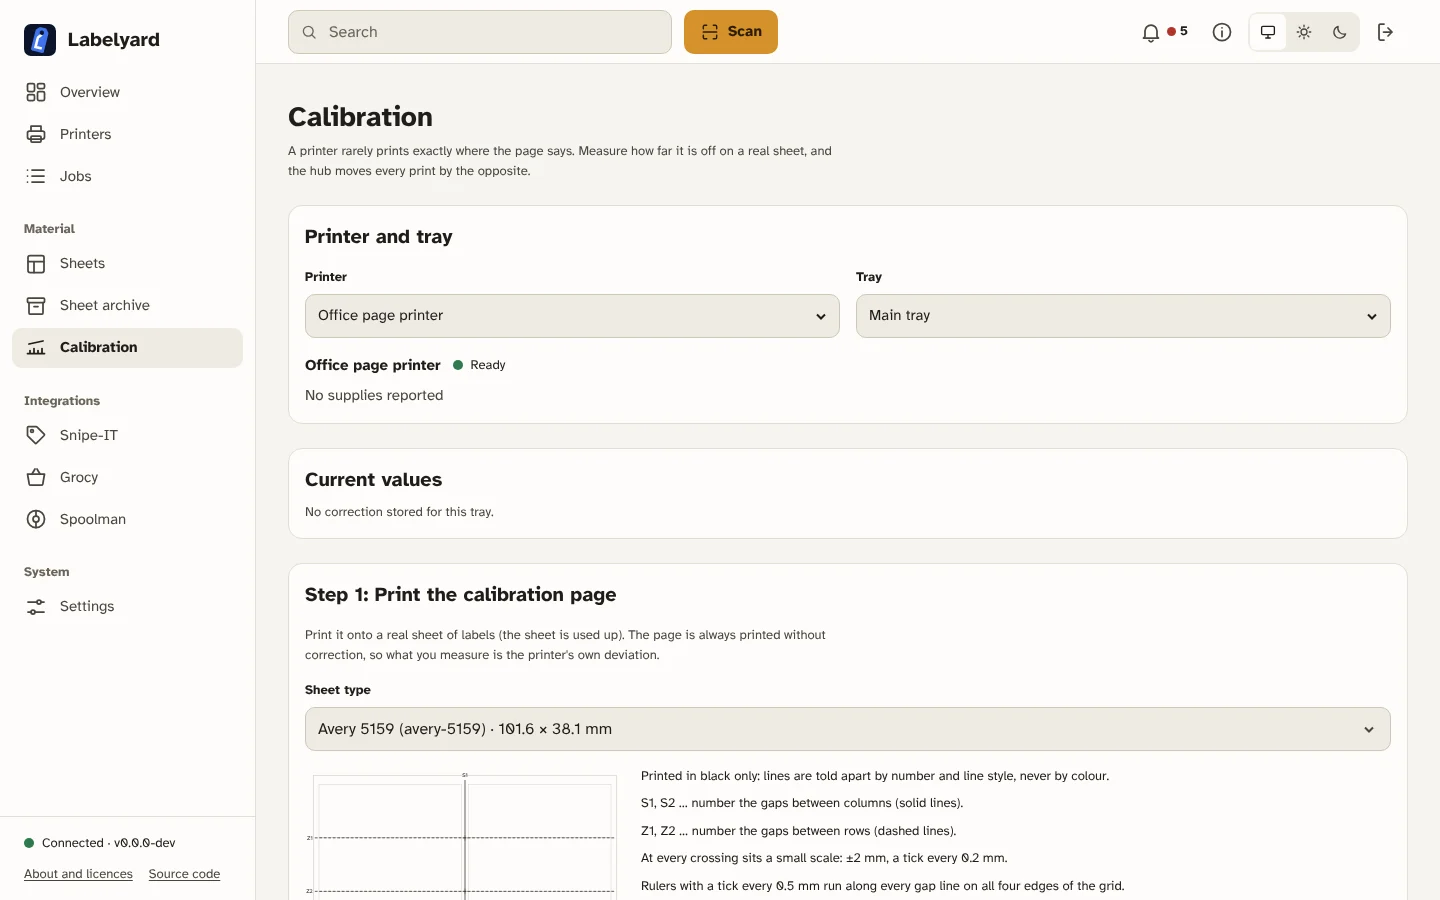 Labelyard
Search
Scan
5
Overview
Printers
Jobs
Material
Sheets
Sheet archive
Calibration
Integrations
Snipe-IT
Grocy
Spoolman
System
Settings
Connected · v0.0.0-dev
About and licences
Source code
Calibration
A printer rarely prints exactly where the page says. Measure how far it is off on a real sheet, and
the hub moves every print by the opposite.
Printer and tray
Printer
Tray
Office page printer
Main tray
Office page printer
Ready
No supplies reported
Current values
No correction stored for this tray.
Step 1: Print the calibration page
Print it onto a real sheet of labels (the sheet is used up). The page is always printed without
correction, so what you measure is the printer's own deviation.
Sheet type
Avery 5159 (avery-5159) · 101.6 × 38.1 mm
S1
Z1
Z2
Printed in black only: lines are told apart by number and line style, never by colour.
S1, S2 … number the gaps between columns (solid lines).
Z1, Z2 … number the gaps between rows (dashed lines).
At every crossing sits a small scale: ±2 mm, a tick every 0.2 mm.
Rulers with a tick every 0.5 mm run along every gap line on all four edges of the grid.